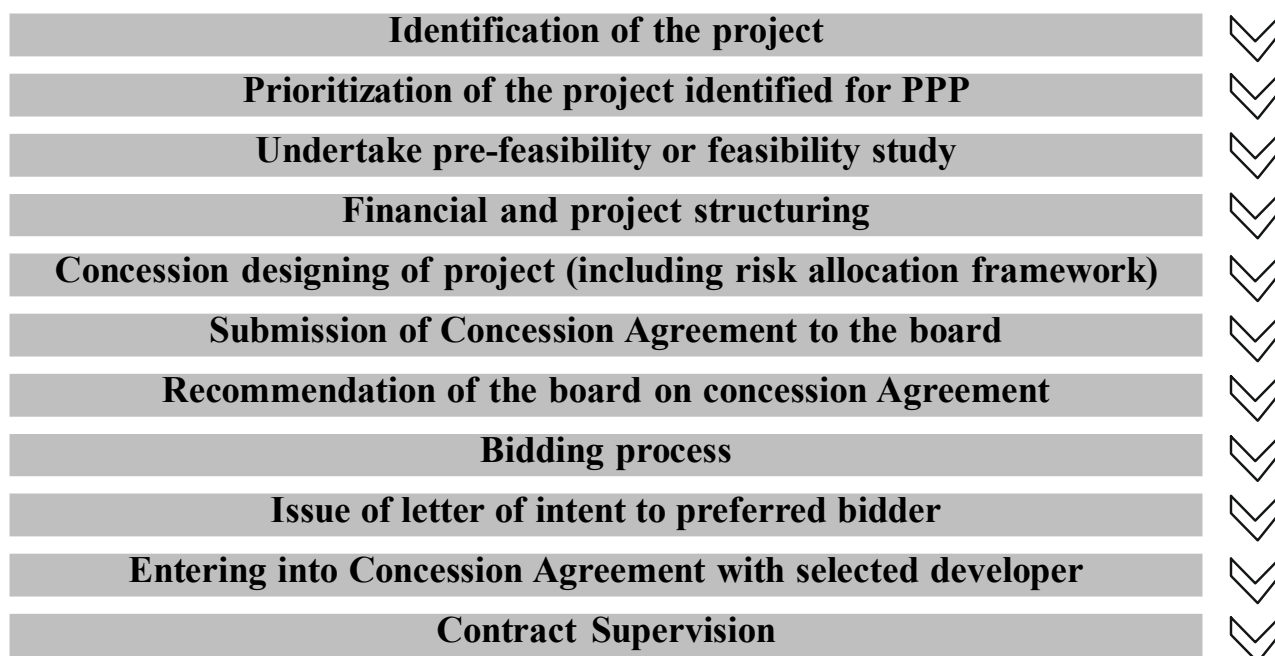 Identification of the project
Prioritization of the project identified for PPP
Undertake pre-feasibility or feasibility study
Financial and project structuring
Concession designing of project (including risk allocation framework)
Submission of Concession Agreement to the board
Recommendation of the board on concession Agreement
Bidding process
Issue of letter of intent to preferred bidder
Entering into Concession Agreement with selected developer
Contract Supervision